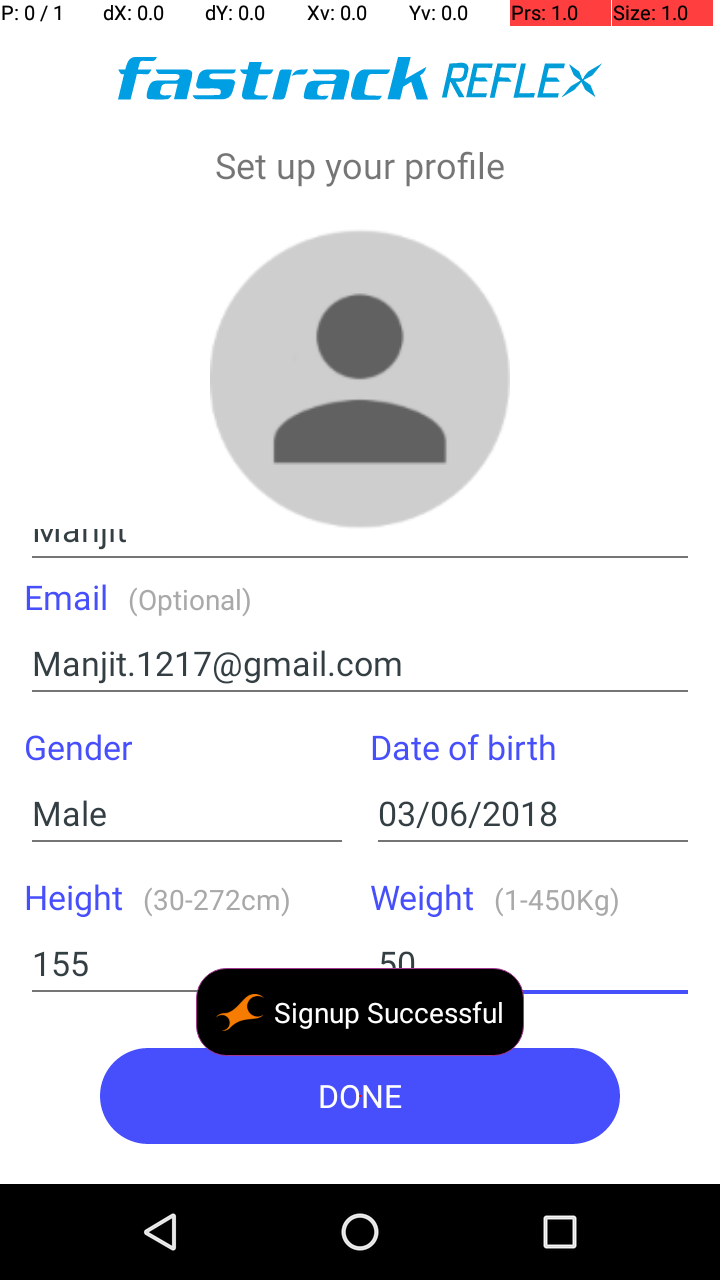 P: 0 / 1 dX: 0.0 dY: 0.0 Xv: 0.0 Yv: 0.0 Prs: 1.0 Size: 1.0
fastrack REFLEX
Set up your profile
Manjit
Email (Optional)
Manjit.1217@gmail.com
Gender Date of birth
Male 03/06/2018
Height (30-272cm) Weight (1-450Kg)
155 50
Signup Successful
DONE